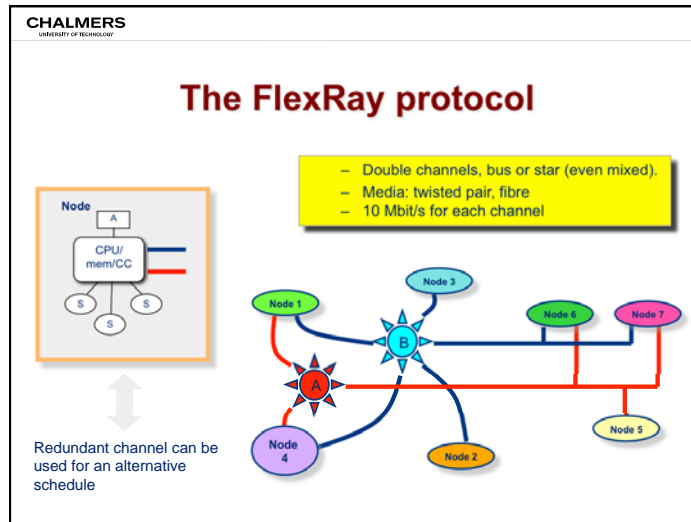 CHALMERS
UNIVERSITY OF TECHNOLOGY
The FlexRay protocol
– Double channels, bus or star (even mixed).
– Media: twisted pair, fibre
– 10 Mbit/s for each channel
Node
A
CPU/
mem/CC
S
S
S
Redundant channel can be
used for an alternative
schedule
Node 3
Node 1
Node 6
Node 7
B
A
Node
4
Node 2
Node 5